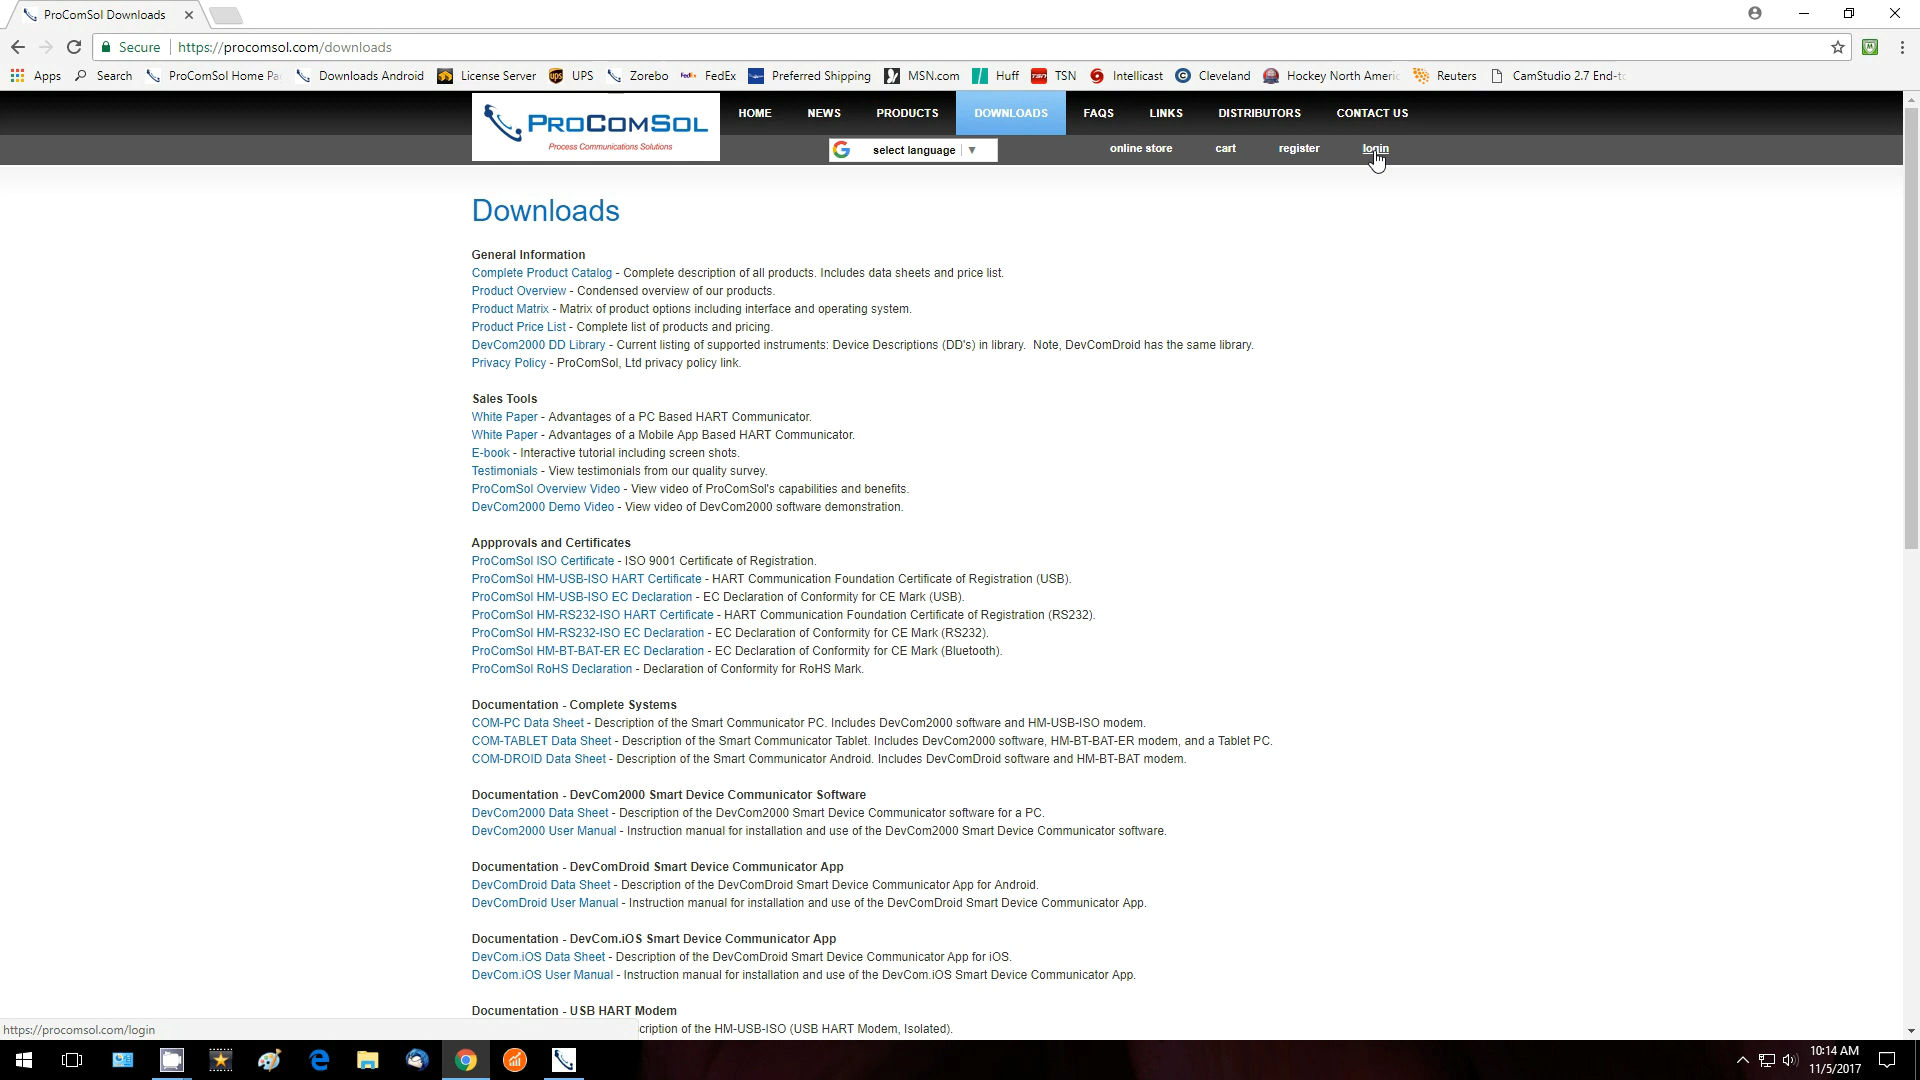 ProComSol Downloads
Secure https://procomsol.com/downloads
Apps Search ProComSol Home Pa Downloads Android License Server UPS Zorebo FedEx Preferred Shipping MSN.com Huff TSN Intellicast Cleveland Hockey North Americ Reuters CamStudio 2.7 End-to
PROCOMSOL
Process Communications Solutions
HOME NEWS PRODUCTS DOWNLOADS FAQS LINKS DISTRIBUTORS CONTACT US
select language ▼ online store cart register login
Downloads
General Information
Complete Product Catalog - Complete description of all products. Includes data sheets and price list.
Product Overview - Condensed overview of our products.
Product Matrix - Matrix of product options including interface and operating system.
Product Price List - Complete list of products and pricing.
DevCom2000 DD Library - Current listing of supported instruments: Device Descriptions (DD's) in library. Note, DevComDroid has the same library.
Privacy Policy - ProComSol, Ltd privacy policy link.
Sales Tools
White Paper - Advantages of a PC Based HART Communicator.
White Paper - Advantages of a Mobile App Based HART Communicator.
E-book - Interactive tutorial including screen shots.
Testimonials - View testimonials from our quality survey.
ProComSol Overview Video - View video of ProComSol's capabilities and benefits.
DevCom2000 Demo Video - View video of DevCom2000 software demonstration.
Appprovals and Certificates
ProComSol ISO Certificate - ISO 9001 Certificate of Registration.
ProComSol HM-USB-ISO HART Certificate - HART Communication Foundation Certificate of Registration (USB).
ProComSol HM-USB-ISO EC Declaration - EC Declaration of Conformity for CE Mark (USB).
ProComSol HM-RS232-ISO HART Certificate - HART Communication Foundation Certificate of Registration (RS232).
ProComSol HM-RS232-ISO EC Declaration - EC Declaration of Conformity for CE Mark (RS232).
ProComSol HM-BT-BAT-ER EC Declaration - EC Declaration of Conformity for CE Mark (Bluetooth).
ProComSol RoHS Declaration - Declaration of Conformity for RoHS Mark.
Documentation - Complete Systems
COM-PC Data Sheet - Description of the Smart Communicator PC. Includes DevCom2000 software and HM-USB-ISO modem.
COM-TABLET Data Sheet - Description of the Smart Communicator Tablet. Includes DevCom2000 software, HM-BT-BAT-ER modem, and a Tablet PC.
COM-DROID Data Sheet - Description of the Smart Communicator Android. Includes DevComDroid software and HM-BT-BAT modem.
Documentation - DevCom2000 Smart Device Communicator Software
DevCom2000 Data Sheet - Description of the DevCom2000 Smart Device Communicator software for a PC.
DevCom2000 User Manual - Instruction manual for installation and use of the DevCom2000 Smart Device Communicator software.
Documentation - DevComDroid Smart Device Communicator App
DevComDroid Data Sheet - Description of the DevComDroid Smart Device Communicator App for Android.
DevComDroid User Manual - Instruction manual for installation and use of the DevComDroid Smart Device Communicator App.
Documentation - DevCom.iOS Smart Device Communicator App
DevCom.iOS Data Sheet - Description of the DevComDroid Smart Device Communicator App for iOS.
DevCom.iOS User Manual - Instruction manual for installation and use of the DevCom.iOS Smart Device Communicator App.
Documentation - USB HART Modem
cription of the HM-USB-ISO (USB HART Modem, Isolated).
https://procomsol.com/login
10:14 AM
11/5/2017